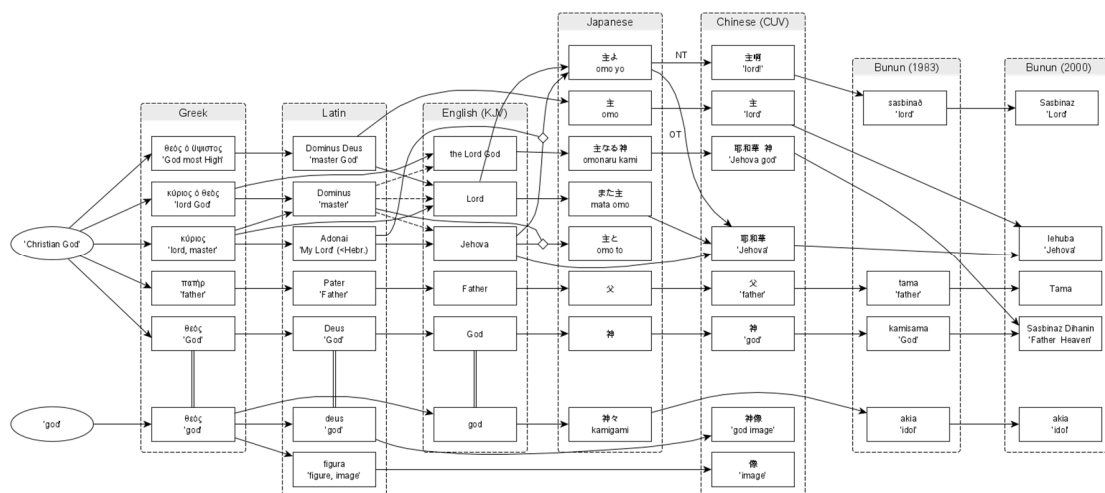 Japanese
Chinese (CUV)
Bunun (1983)
Bunun (2000)
Greek
Latin
English (KJV)
'Christian God'
'god'
θεὸς ὁ ὕψιστος
'God most High'
κύριος ὁ θεὸς
'lord God'
κύριος
'lord, master'
πατήρ
'father'
θεὸς
'God'
θεὸς
'god'
Dominus Deus
'master God'
Dominus
'master'
Adonai
'My Lord' (<Hebr.)
Pater
'Father'
Deus
'God'
deus
'god'
figura
'figure, image'
the Lord God
Lord
Jehova
Father
God
god
主よ
omo yo
主
omo
主なる神
omonaru kami
また主
mata omo
主と
omo to
父
神
神々
kamigami
NT
OT
主啊
'lord!'
主
'lord'
耶和華 神
'Jehova god'
耶和華
'Jehova'
父
'father'
神
'god'
神像
'god image'
像
'image'
sasbinað
'lord'
tama
'father'
kamisama
'God'
akia
'idol'
Sasbinaz
'Lord'
Iehuba
'Jehova'
Tama
Sasbinaz Dihanin
'Father Heaven'
akia
'idol'